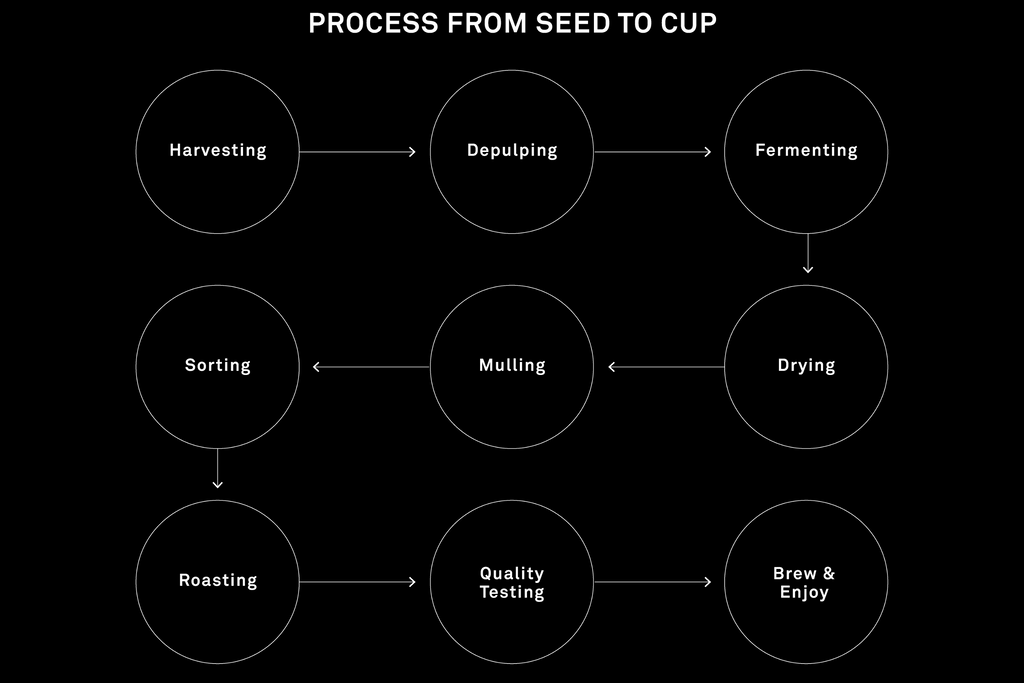 PROCESS FROM SEED TO CUP
Harvesting
Depulping
Fermenting
Drying
Mulling
Sorting
Roasting
Quality
Testing
Brew &
Enjoy